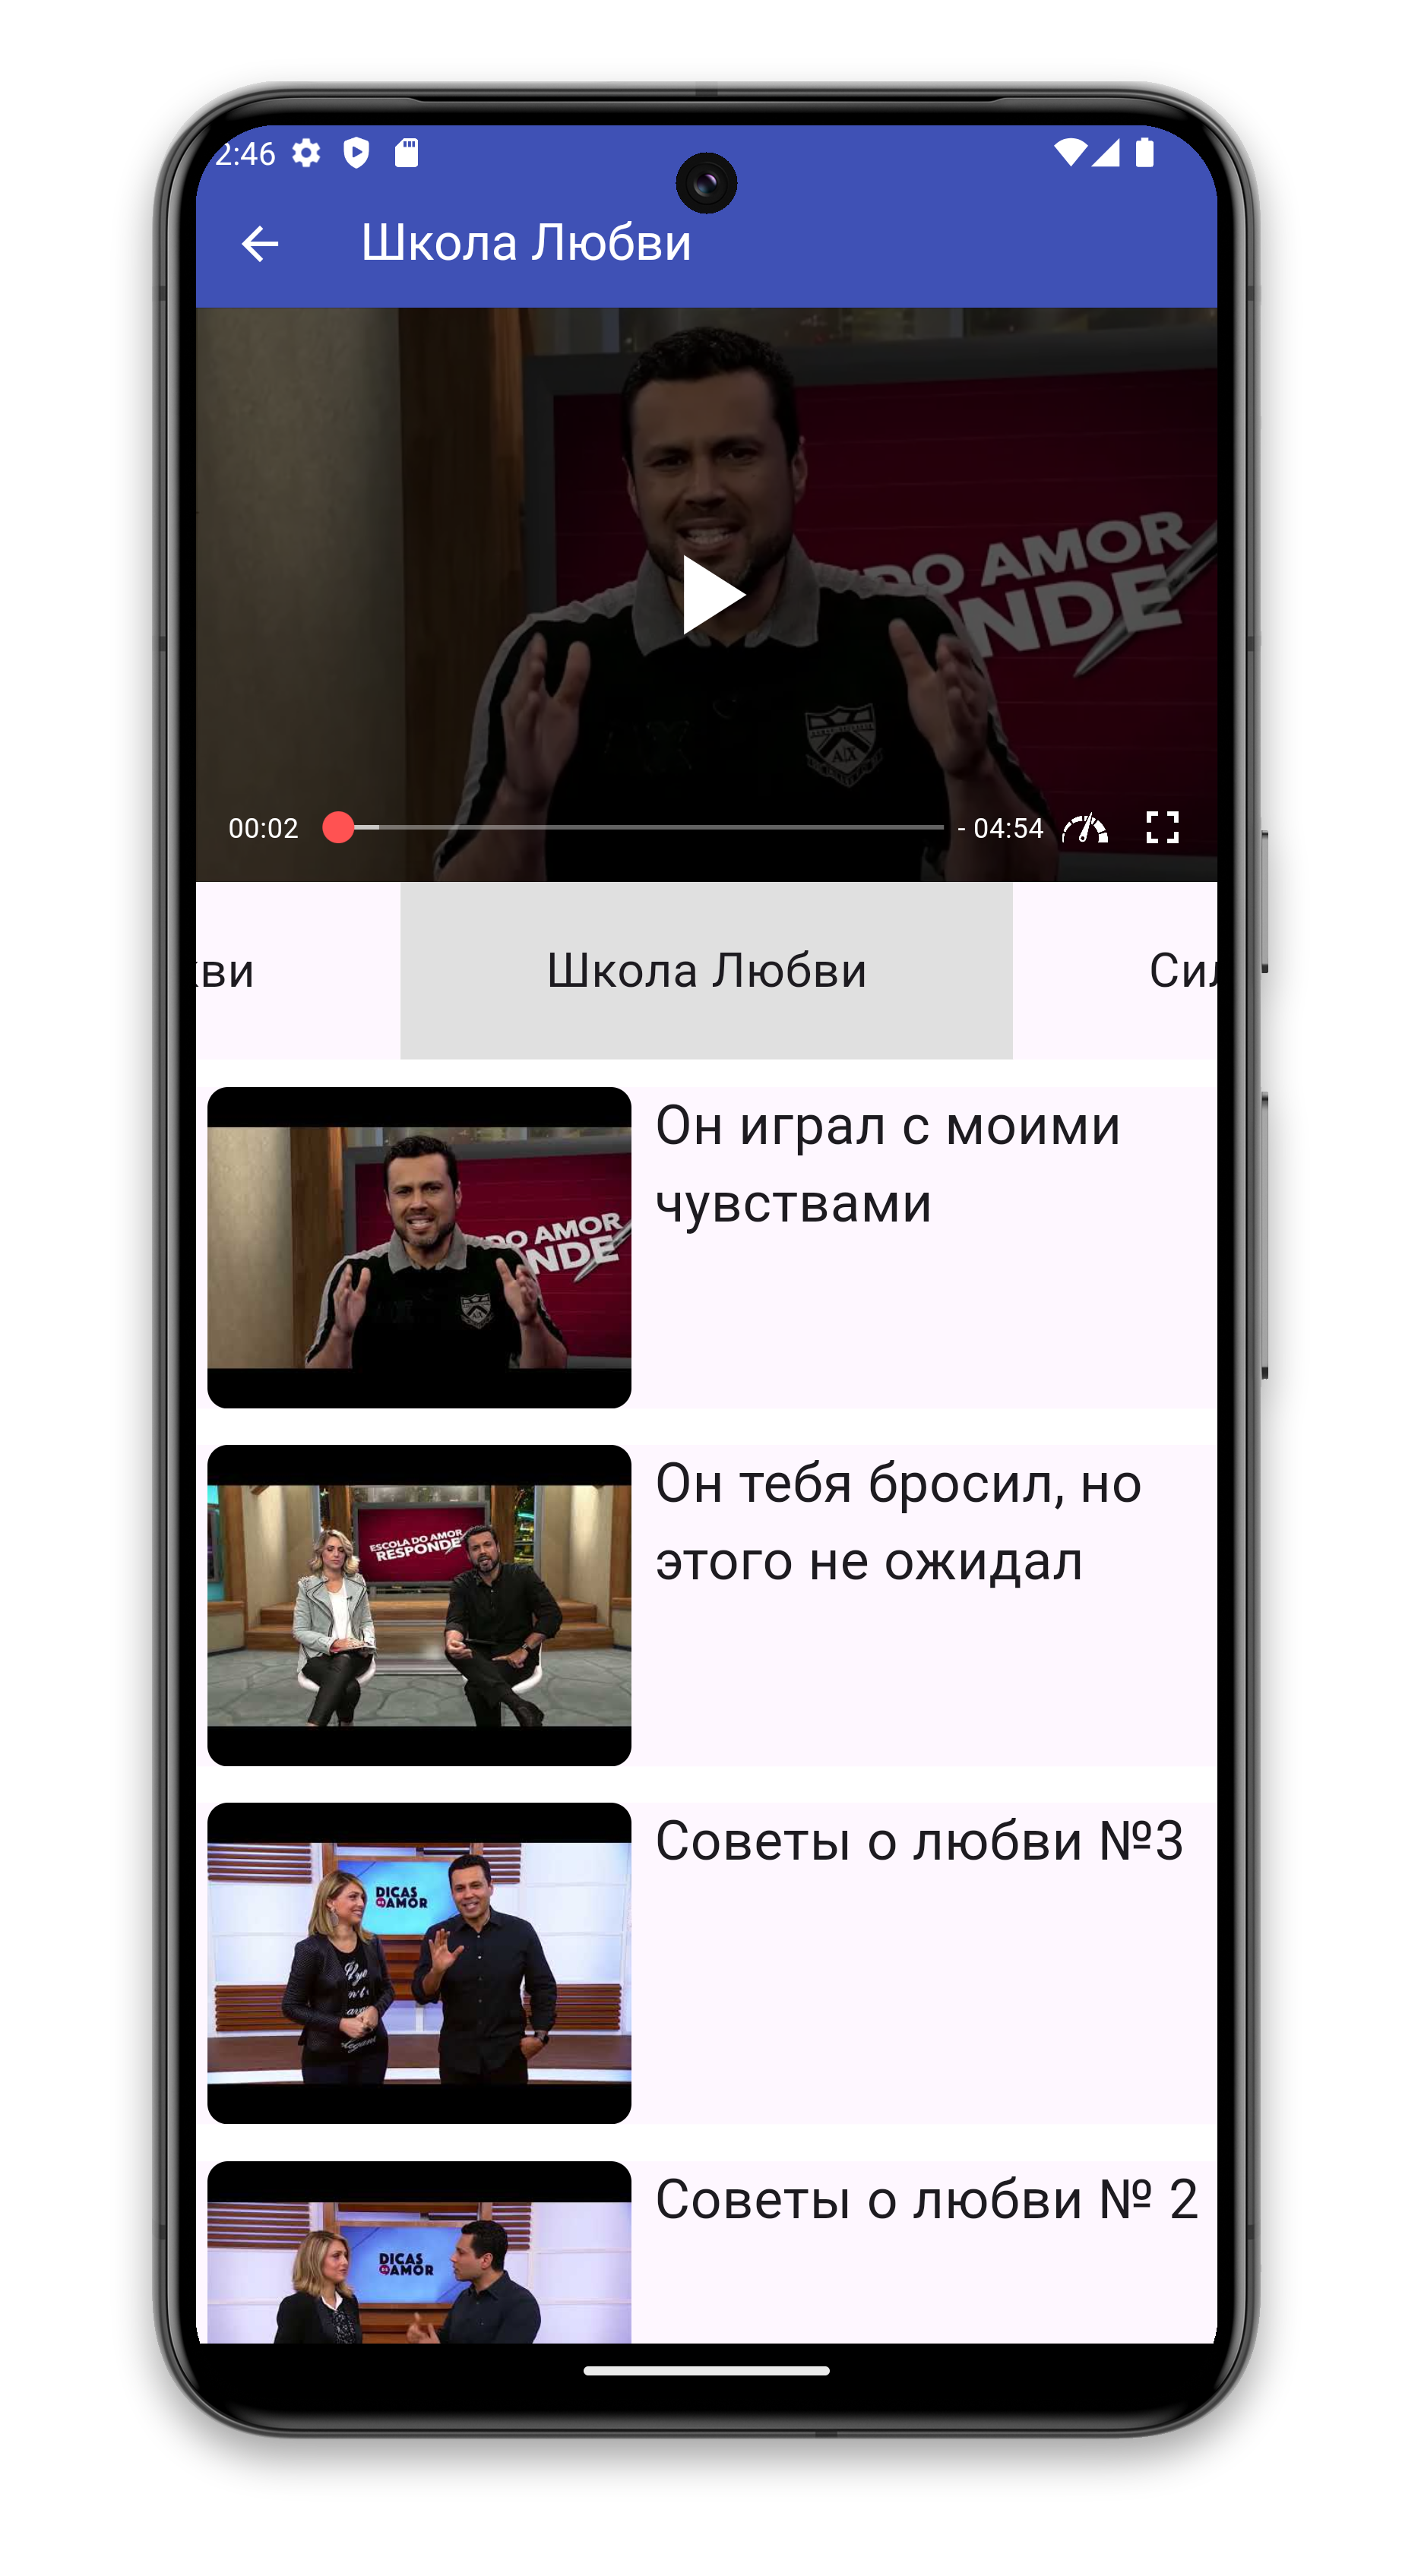 2:46
Школа Любви
DO AMOR
NDE
A|X
00:02 - 04:54
Школа Любви
Он играл с моими
чувствами
DO AMOR
NDE
Он тебя бросил, но
этого не ожидал
ESCOLA DO AMOR
RESPONDE
Советы о любви №3
DICAS
AMOR
Советы о любви № 2
DICAS
AMOR